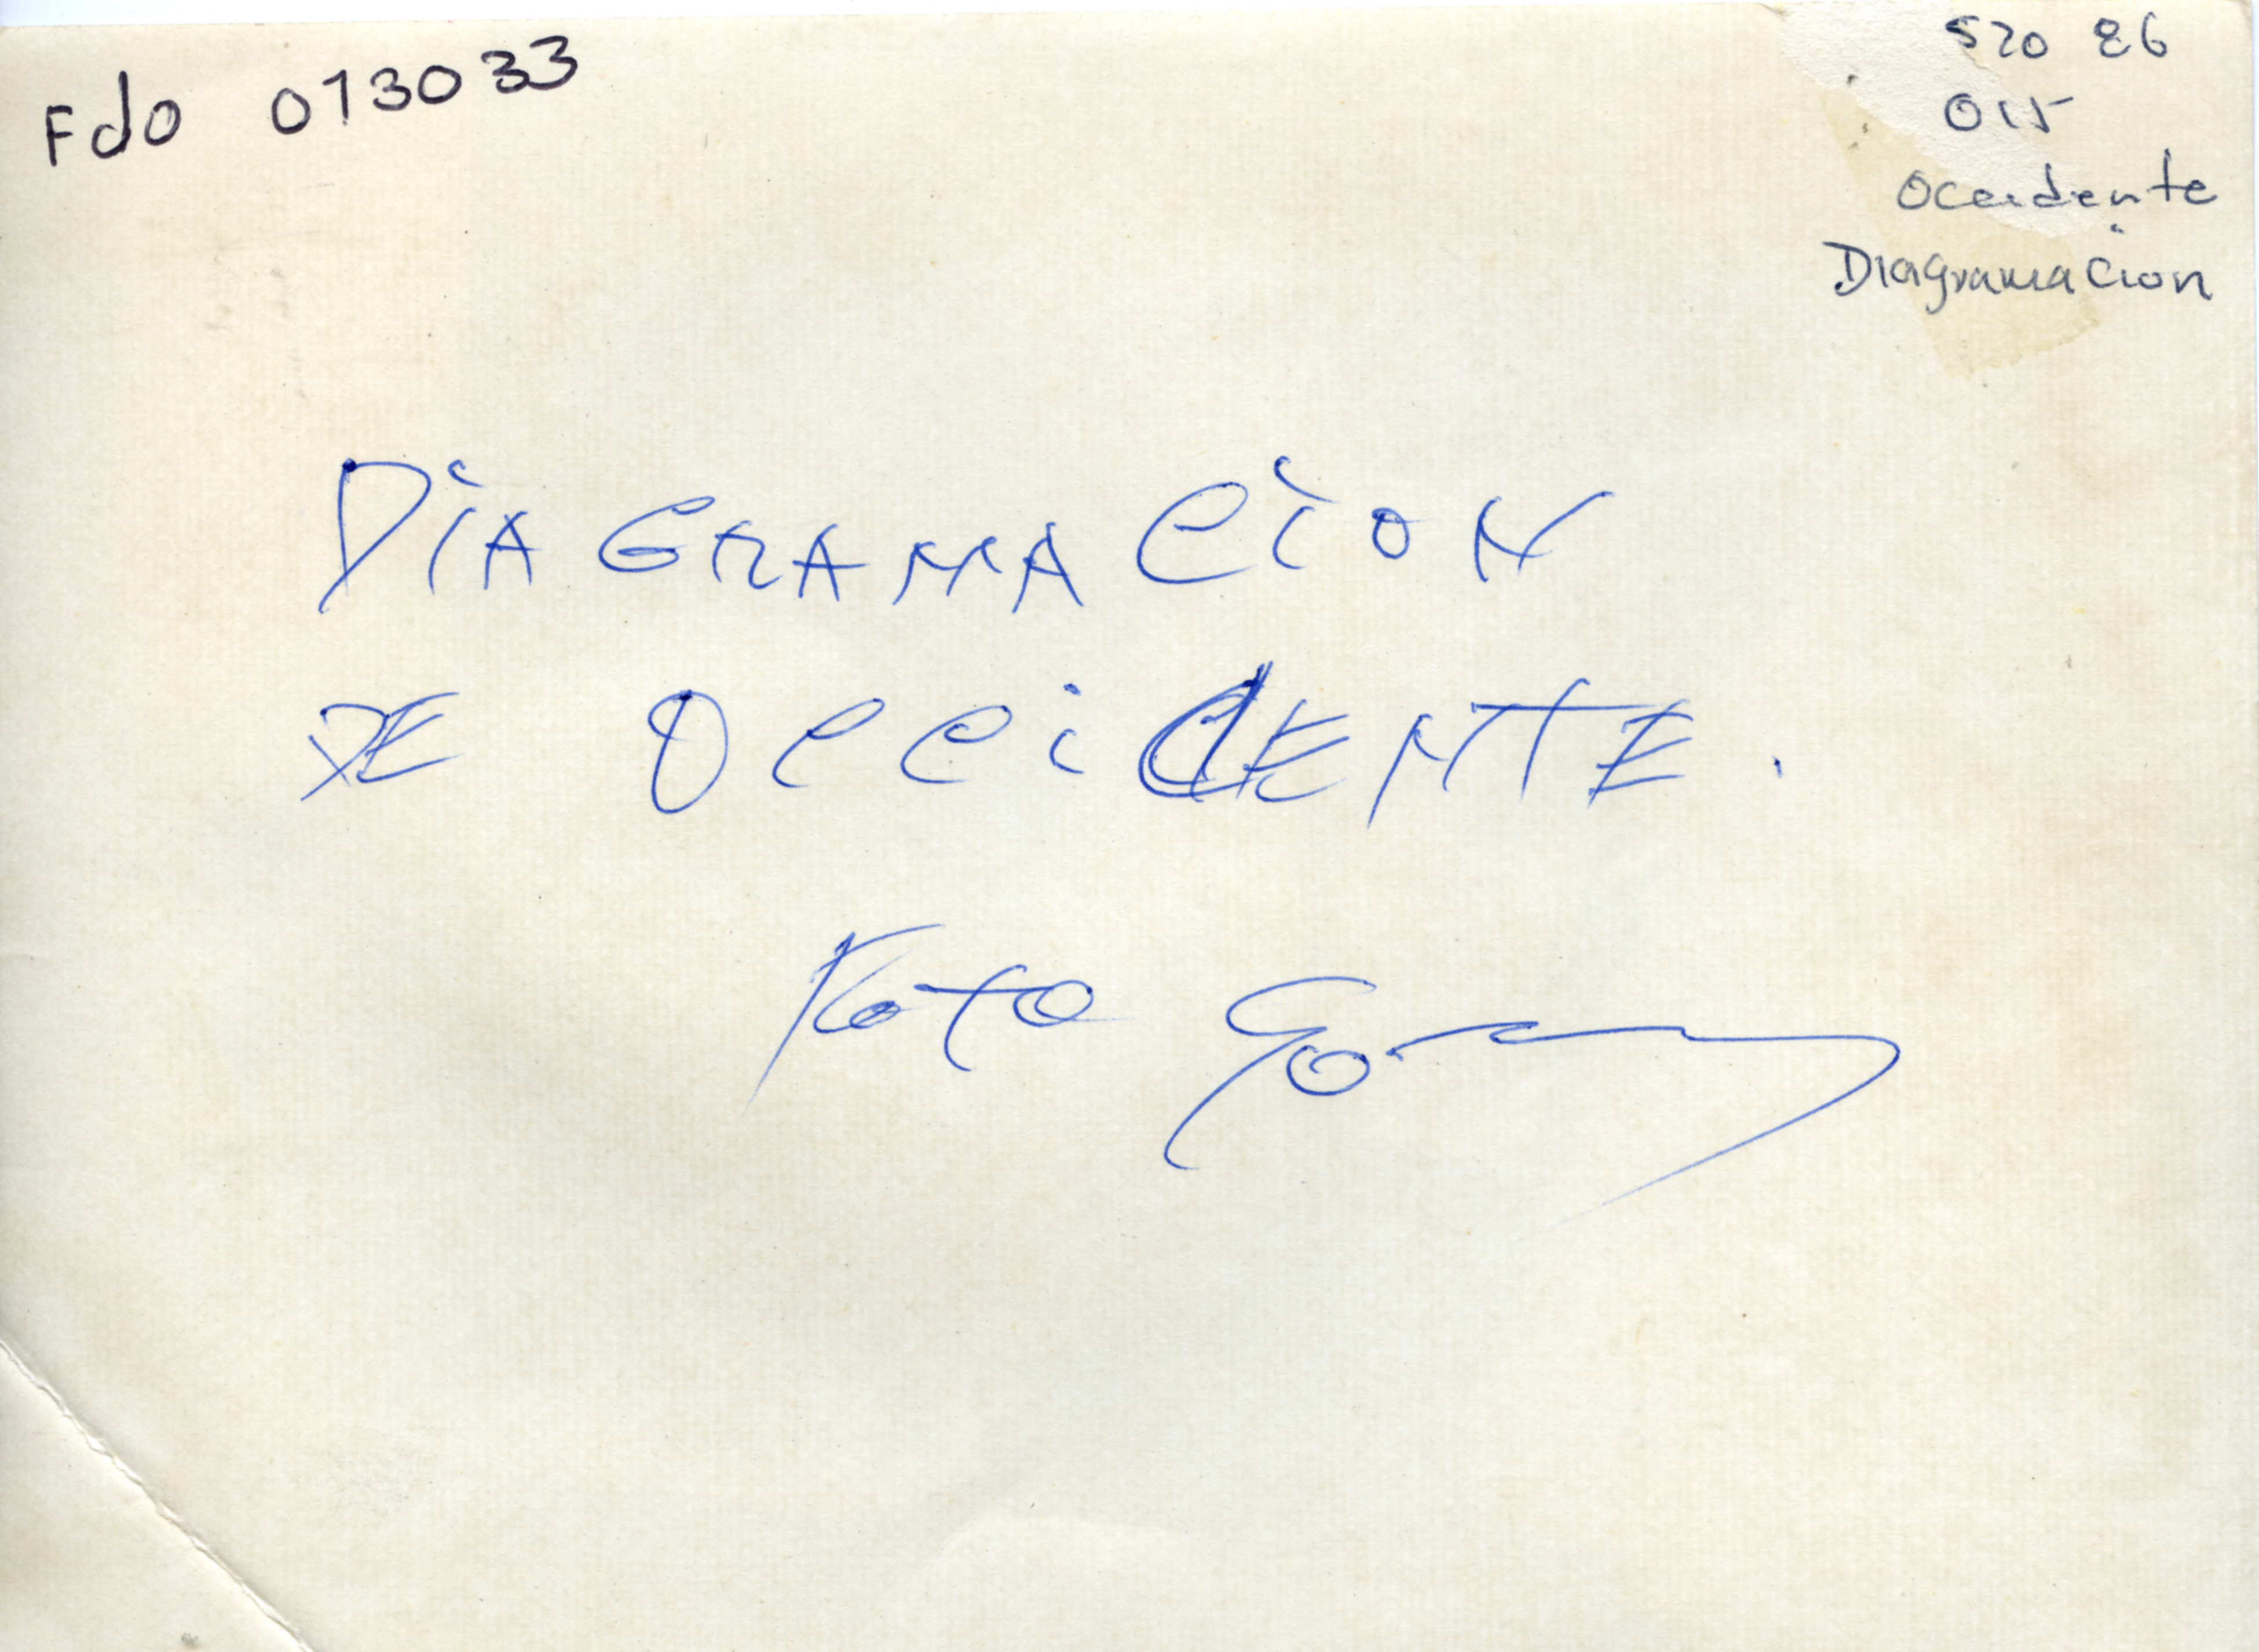 Fdo 013033
520 86
015
Occidente
Diagramacion
DiAGRAMACiON
DE OCCiDENTE.
Foto